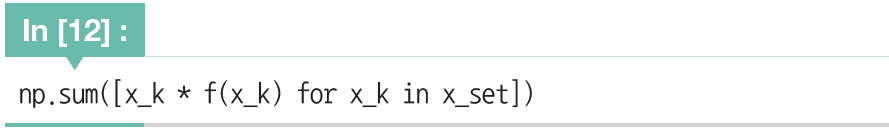 In [12] :
np.sum([x_k * f(x_k) for x_k in x_set])